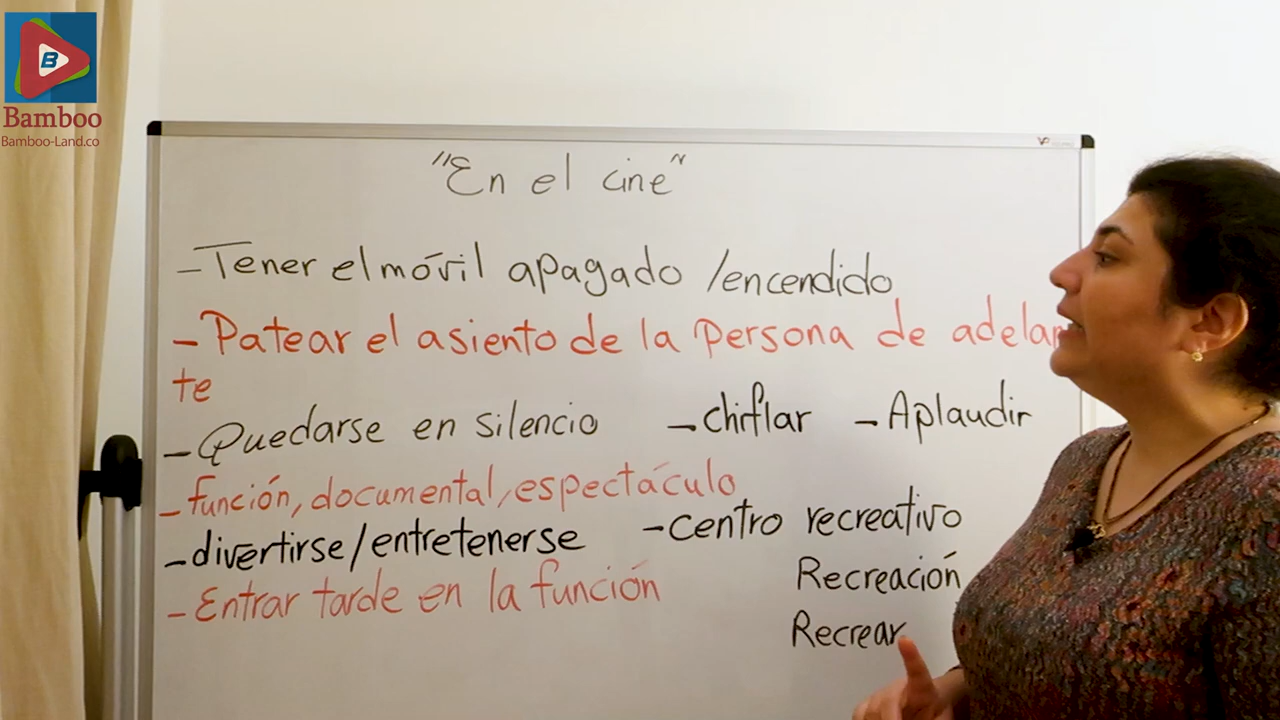 B
Bamboo
Bamboo-Land.co
"En el cine"
- Tener el móvil apagado /encendido
- Patear el asiento de la persona de adelan
te
- Quedarse en silencio - chiflar - Aplaudir
- función, documental, espectáculo
- divertirse/entretenerse - centro recreativo
Recreación
- Entrar tarde en la función
Recrear